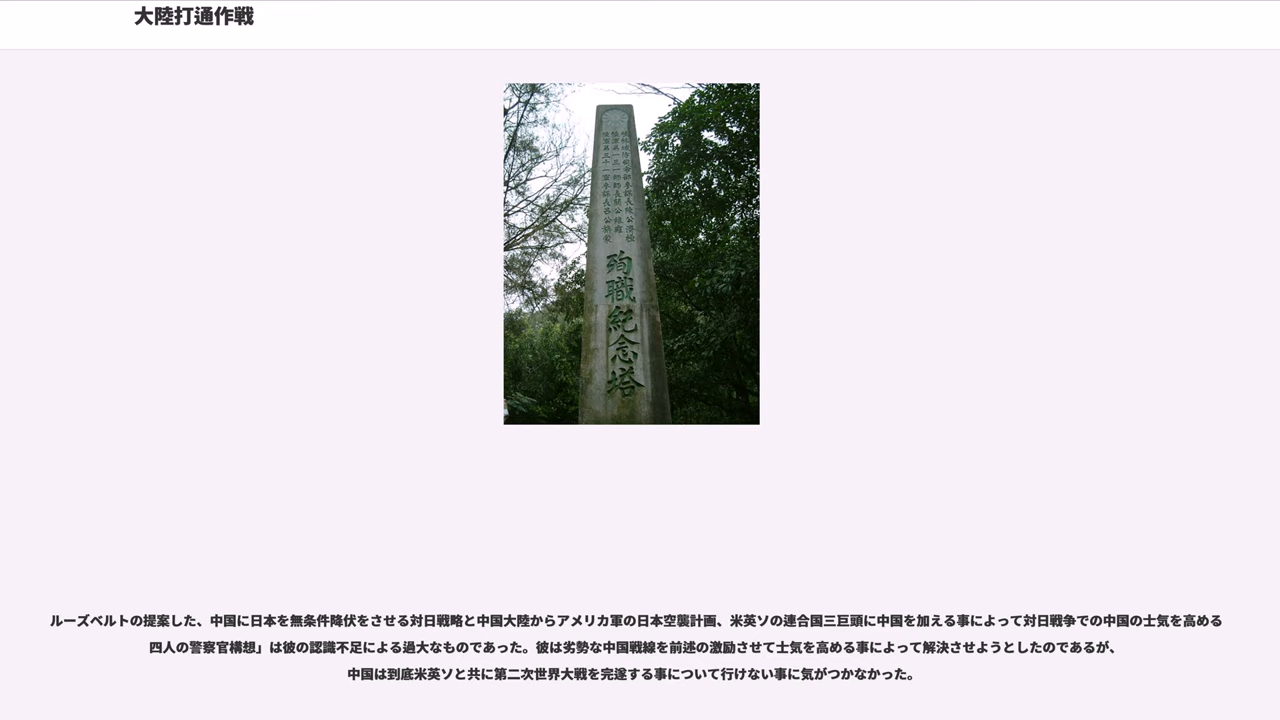 大陸打通作戦
殉職紀念塔
ルーズベルトの提案した、中国に日本を無条件降伏をさせる対日戦略と中国大陸からアメリカ軍の日本空襲計画、米英ソの連合国三巨頭に中国を加える事によって対日戦争での中国の士気を高める
四人の警察官構想」は彼の認識不足による過大なものであった。彼は劣勢な中国戦線を前述の激励させて士気を高める事によって解決させようとしたのであるが、
中国は到底米英ソと共に第二次世界大戦を完遂する事について行けない事に気がつかなかった。